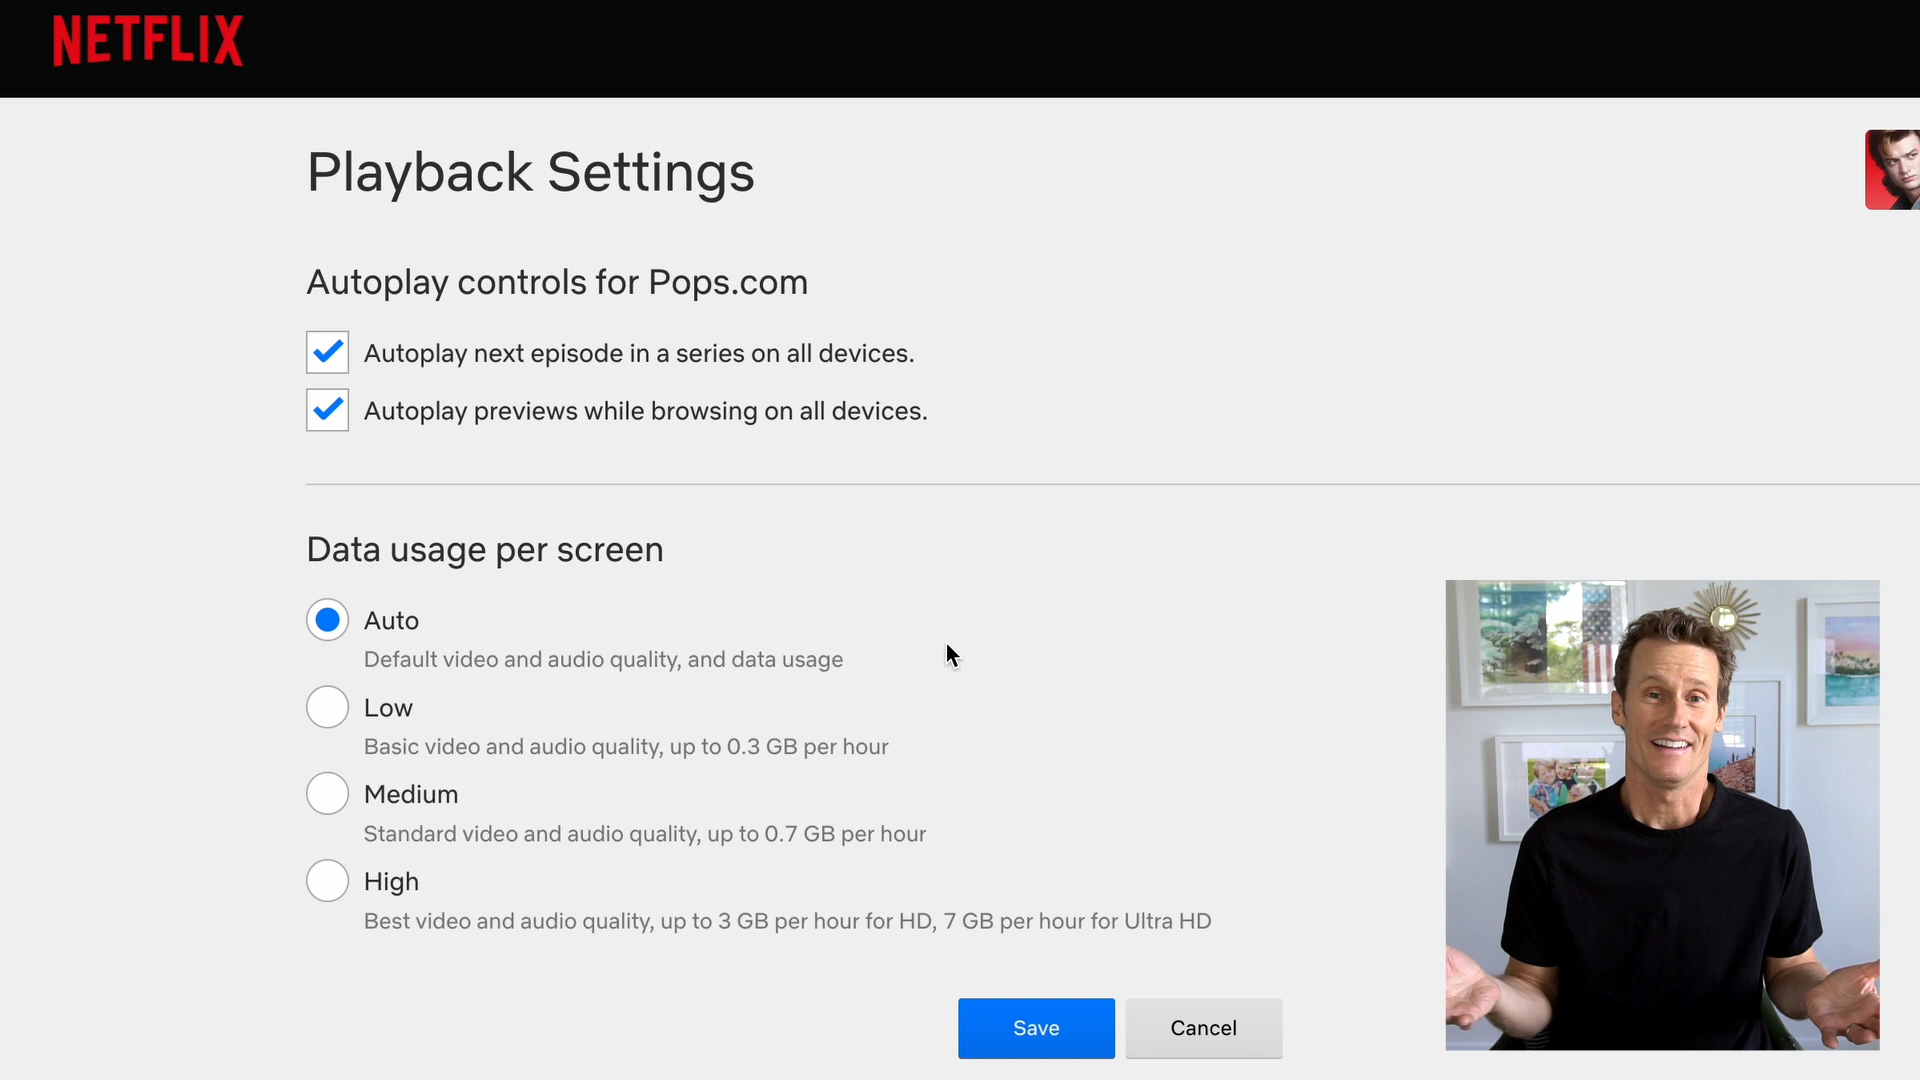 NETFLIX
Playback Settings
Autoplay controls for Pops.com
Autoplay next episode in a series on all devices.
Autoplay previews while browsing on all devices.
Data usage per screen
Auto
Default video and audio quality, and data usage
Low
Basic video and audio quality, up to 0.3 GB per hour
Medium
Standard video and audio quality, up to 0.7 GB per hour
High
Best video and audio quality, up to 3 GB per hour for HD, 7 GB per hour for Ultra HD
Save
Cancel